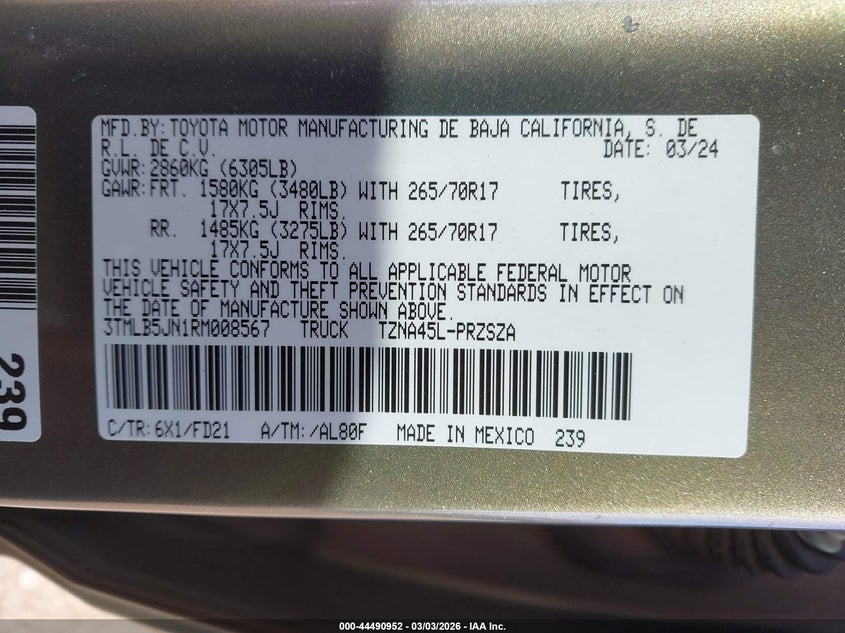 MFD.BY: TOYOTA MOTOR MANUFACTURING DE BAJA CALIFORNIA, S. DE
R.L. DE C.V. DATE: 03/24
GVWR: 2860KG (6305LB)
GAWR: FRT. 1580KG (3480LB) WITH 265/70R17 TIRES,
17X7.5J RIMS.
RR. 1485KG (3275LB) WITH 265/70R17 TIRES,
17X7.5J RIMS.
THIS VEHICLE CONFORMS TO ALL APPLICABLE FEDERAL MOTOR
VEHICLE SAFETY AND THEFT PREVENTION STANDARDS IN EFFECT ON
THE DATE OF MANUFACTURE SHOWN ABOVE.
3TMLB5JN1RM008567 TRUCK TZNA45L-PRZSZA
C/TR: 6X1/FD21 A/TM: /AL80F MADE IN MEXICO 239
239
000-44490952 | 03/03/2026 - IAA Inc.